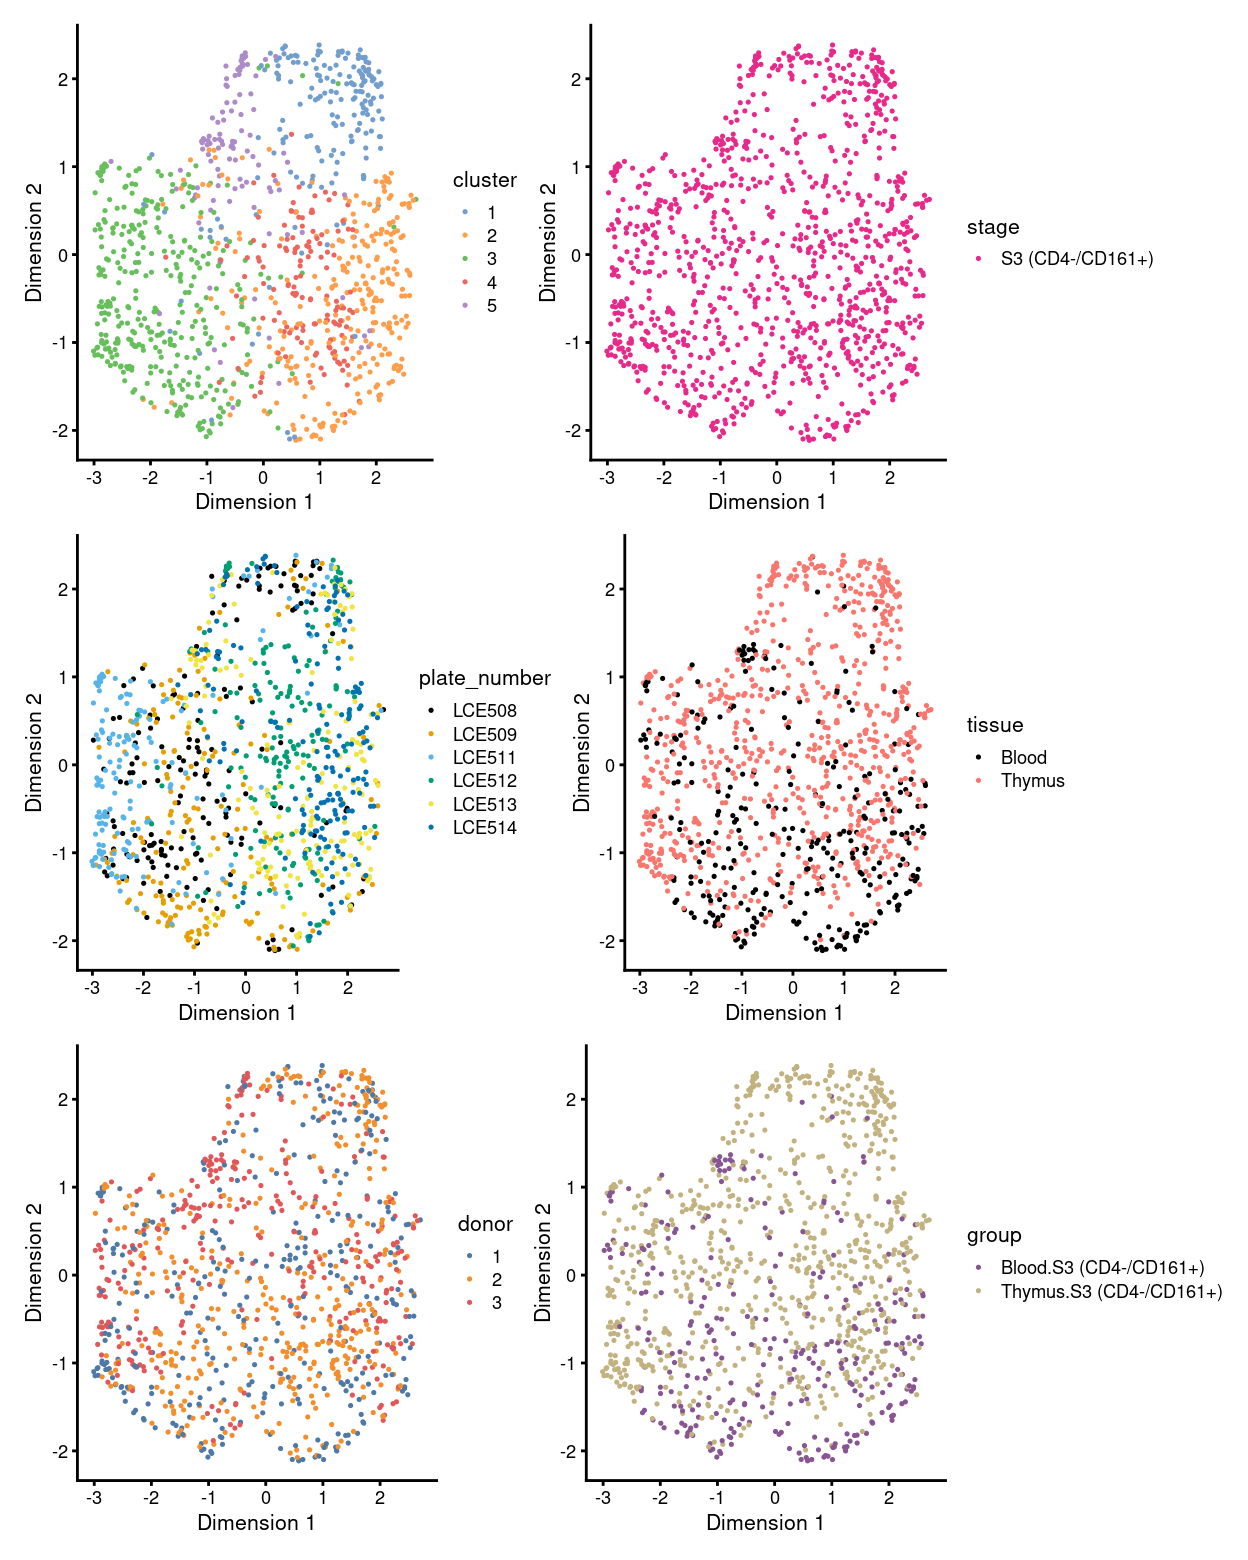 Dimension 2
2
1
0
-1
-2
-3 -2 -1 0 1 2
Dimension 1
cluster
1
2
3
4
5
Dimension 2
2
1
0
-1
-2
-3 -2 -1 0 1 2
Dimension 1
stage
S3 (CD4-/CD161+)
Dimension 2
2
1
0
-1
-2
-3 -2 -1 0 1 2
Dimension 1
plate_number
LCE508
LCE509
LCE511
LCE512
LCE513
LCE514
Dimension 2
2
1
0
-1
-2
-3 -2 -1 0 1 2
Dimension 1
tissue
Blood
Thymus
Dimension 2
2
1
0
-1
-2
-3 -2 -1 0 1 2
Dimension 1
donor
1
2
3
Dimension 2
2
1
0
-1
-2
-3 -2 -1 0 1 2
Dimension 1
group
Blood.S3 (CD4-/CD161+)
Thymus.S3 (CD4-/CD161+)